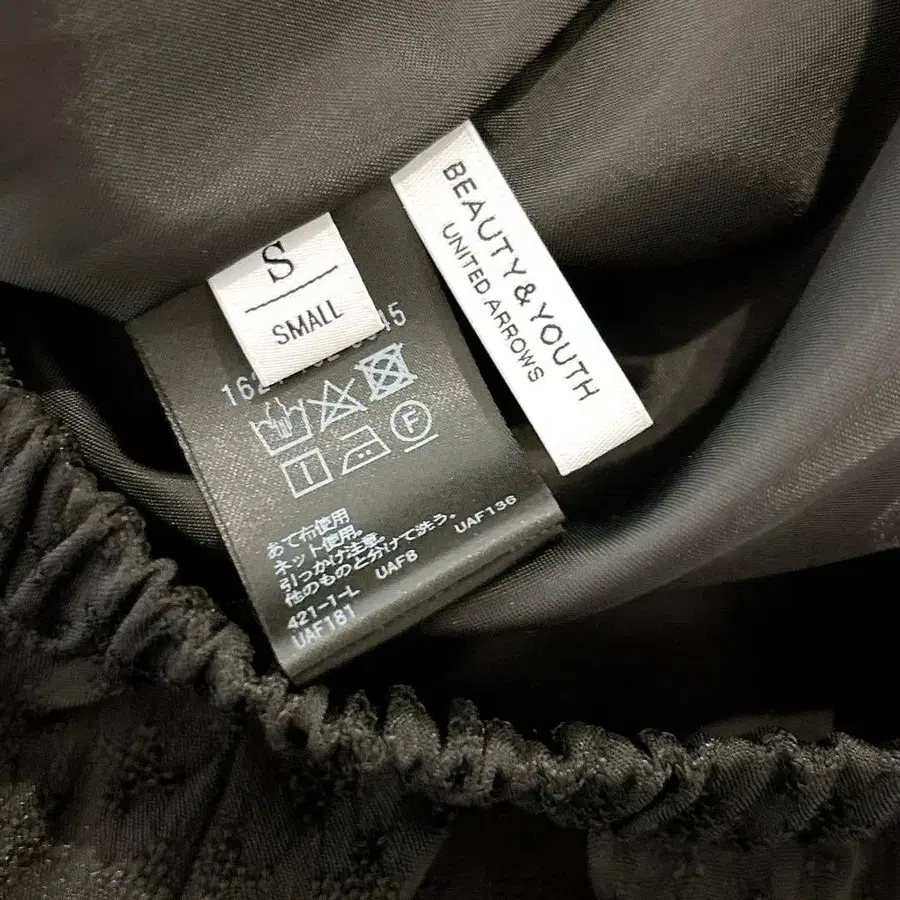 BEAUTY&YOUTH
UNITED ARROWS
S
SMALL
F
あて布使用
ネット使用。
引っかけ注意。
他のものと分けて洗う。
421-1-L UAF8 UAF136
UAF181